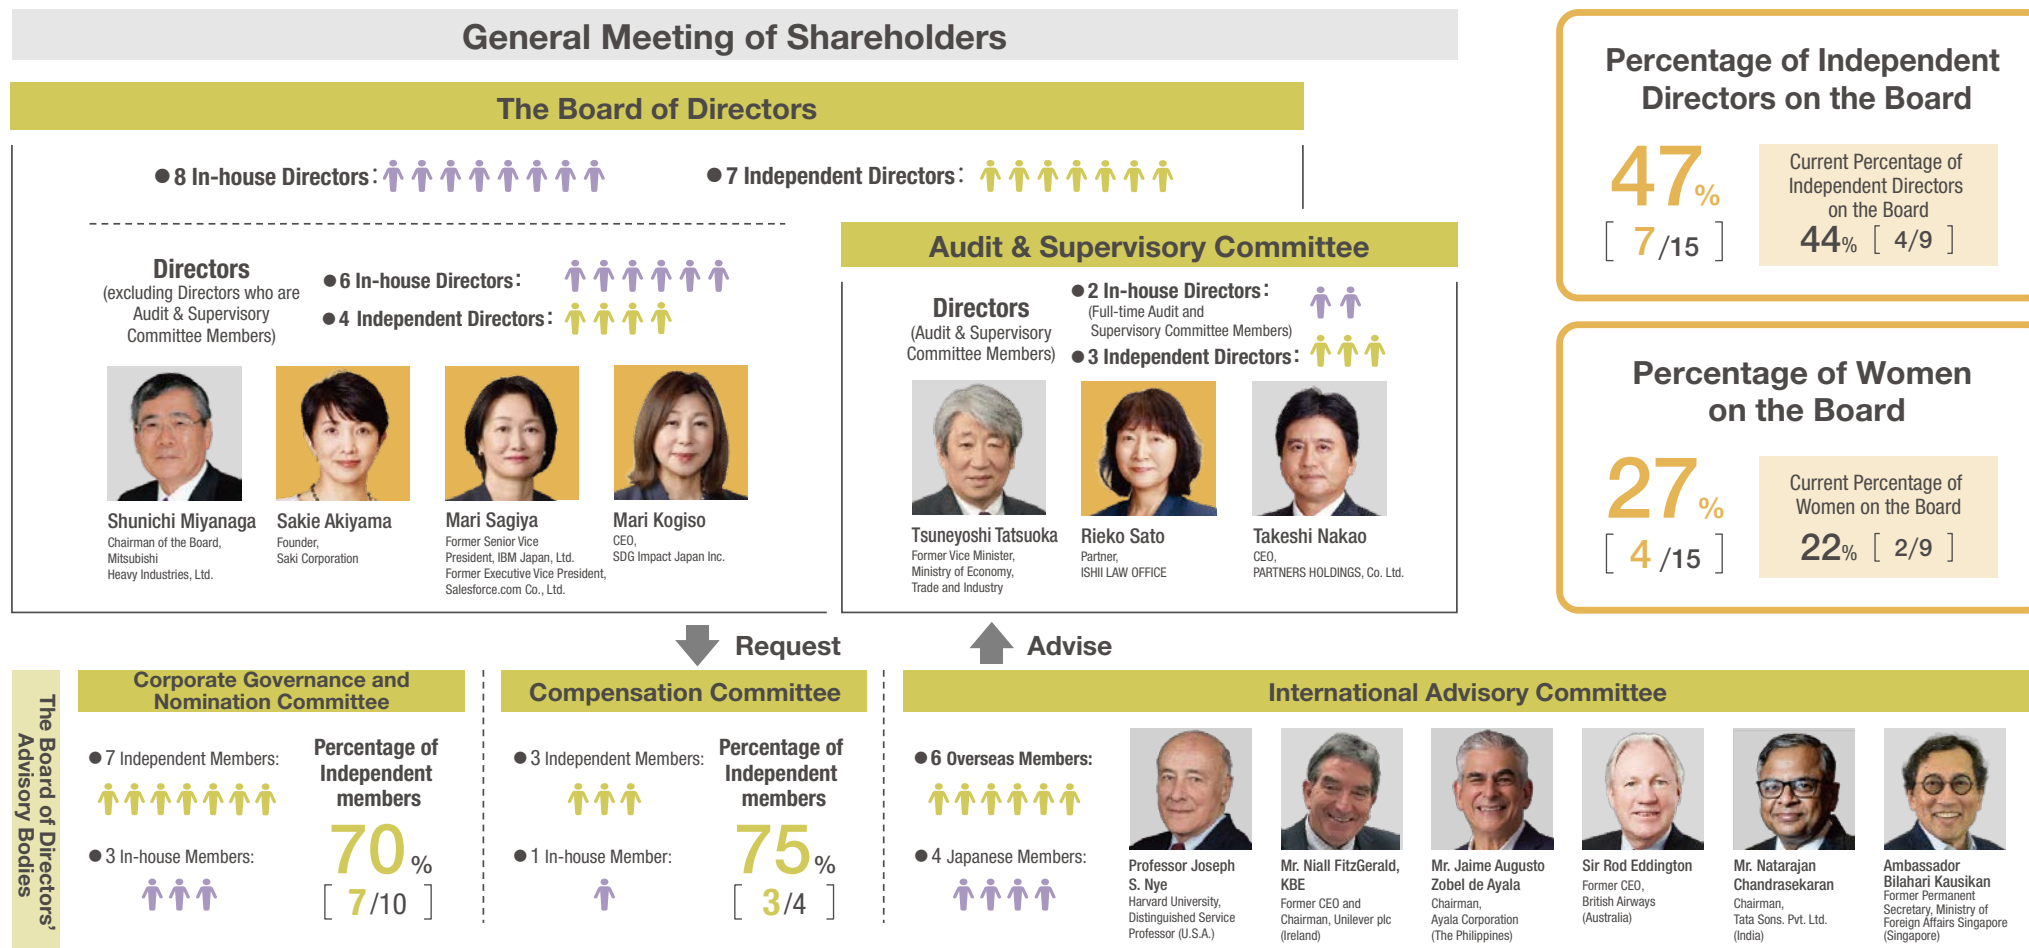 General Meeting of Shareholders
The Board of Directors
●8 In-house Directors:
●7 Independent Directors:
Directors
(excluding Directors who are
Audit & Supervisory
Committee Members)
●6 In-house Directors:
●4 Independent Directors:
Shunichi Miyanaga
Chairman of the Board,
Mitsubishi
Heavy Industries, Ltd.
Sakie Akiyama
Founder,
Saki Corporation
Mari Sagiya
Former Senior Vice
President, IBM Japan, Ltd.
Former Executive Vice President,
Salesforce.com Co., Ltd.
Mari Kogiso
CEO,
SDG Impact Japan Inc.
Audit & Supervisory Committee
Directors
(Audit & Supervisory
Committee Members)
●2 In-house Directors:
(Full-time Audit and
Supervisory Committee Members)
●3 Independent Directors:
Tsuneyoshi Tatsuoka
Former Vice Minister,
Ministry of Economy,
Trade and Industry
Rieko Sato
Partner,
ISHII LAW OFFICE
Takeshi Nakao
CEO,
PARTNERS HOLDINGS, Co. Ltd.
Percentage of Independent
Directors on the Board
47%
[ 7/15 ]
Current Percentage of
Independent Directors
on the Board
44% [ 4/9 ]
Percentage of Women
on the Board
27%
[ 4/15 ]
Current Percentage of
Women on the Board
22% [ 2/9 ]
Request
Advise
The Board of Directors'
Advisory Bodies
Corporate Governance and
Nomination Committee
●7 Independent Members:
●3 In-house Members:
Percentage of
Independent
members
70%
[ 7/10 ]
Compensation Committee
●3 Independent Members:
●1 In-house Member:
Percentage of
Independent
members
75%
[ 3/4 ]
International Advisory Committee
●6 Overseas Members:
●4 Japanese Members:
Professor Joseph
S. Nye
Harvard University,
Distinguished Service
Professor (U.S.A.)
Mr. Niall FitzGerald,
KBE
Former CEO and
Chairman, Unilever plc
(Ireland)
Mr. Jaime Augusto
Zobel de Ayala
Chairman,
Ayala Corporation
(The Philippines)
Sir Rod Eddington
Former CEO,
British Airways
(Australia)
Mr. Natarajan
Chandrasekaran
Chairman,
Tata Sons. Pvt. Ltd.
(India)
Ambassador
Bilahari Kausikan
Former Permanent
Secretary, Ministry of
Foreign Affairs Singapore
(Singapore)